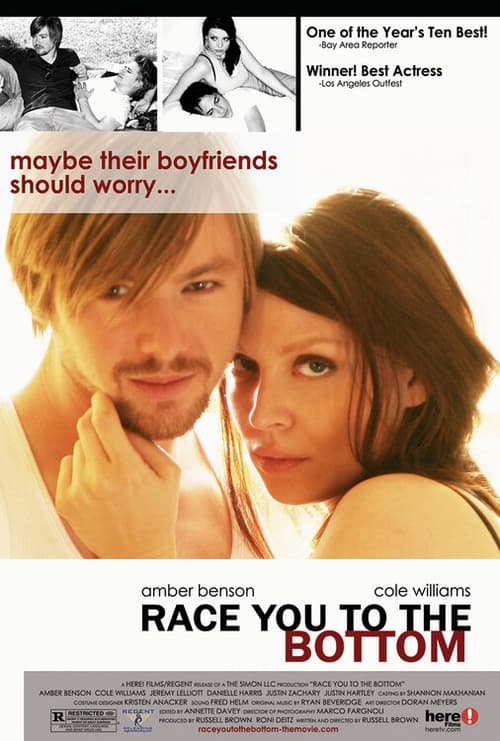 One of the Year's Ten Best!
-Bay Area Reporter
Winner! Best Actress
-Los Angeles Outfest
maybe their boyfriends
should worry...
amber benson
cole williams
RACE YOU TO THE
BOTTOM
A HERE! FILMS/REGENT RELEASE OF A THE SIMON LLC PRODUCTION "RACE YOU TO THE BOTTOM"
AMBER BENSON COLE WILLIAMS JEREMY LELLIOTT DANIELLE HARRIS JUSTIN ZACHARY JUSTIN HARTLEY CASTING BY SHANNON MAKHANIAN
COSTUME DESIGNER KRISTEN ANACKER SOUND FRED HELM ORIGINAL MUSIC BY RYAN BEVERIDGE ART DIRECTOR DORAN MEYERS
EDITED BY ANNETTE DAVEY DIRECTOR OF PHOTOGRAPHY MARCO FARGNOLI
PRODUCED BY RUSSELL BROWN RONI DEITZ WRITTEN AND DIRECTED BY RUSSELL BROWN
raceyoutothebottom-themovie.com
R RESTRICTED
REGENT
RELEASING
here!
Films
heretv.com